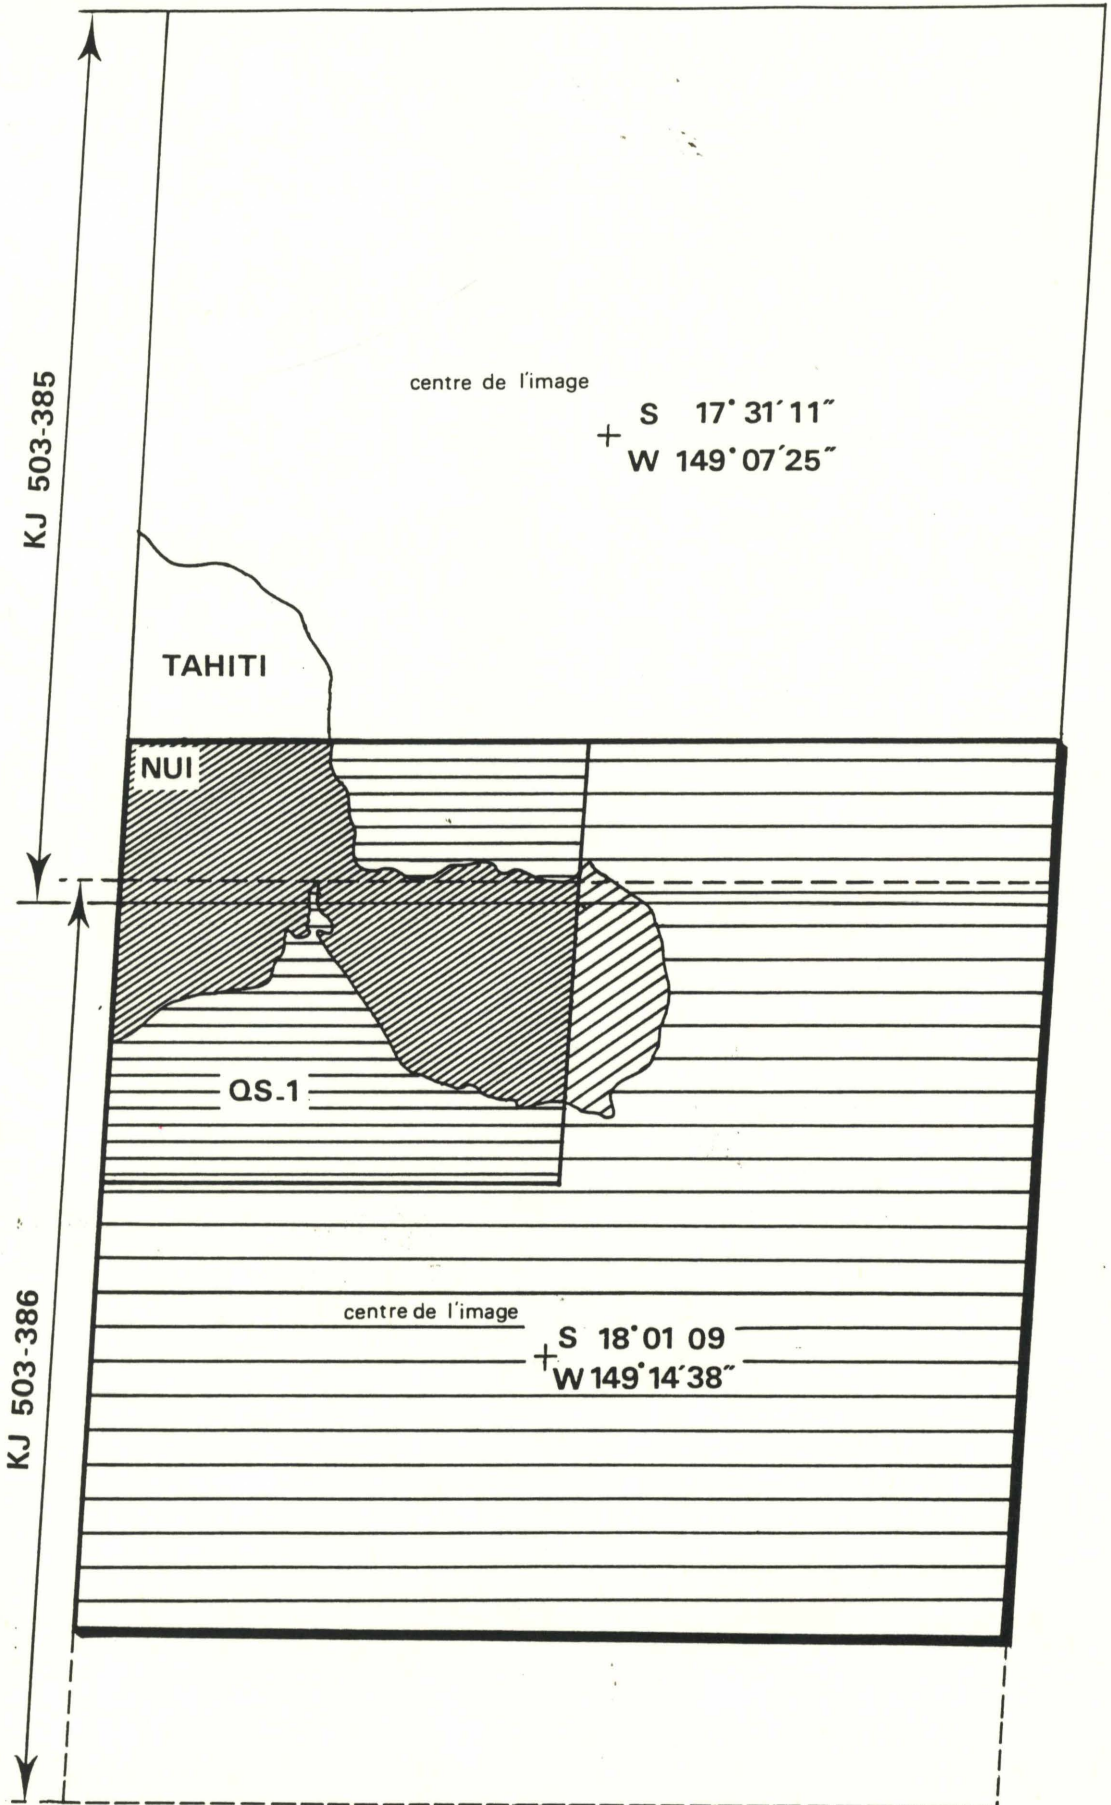 KJ 503-385
centre de l'image
+ S 17° 31′ 11″
W 149° 07′ 25″
TAHITI
NUI
QS-1
KJ 503-386
centre de l'image
+ S 18° 01 09
W 149° 14′ 38″